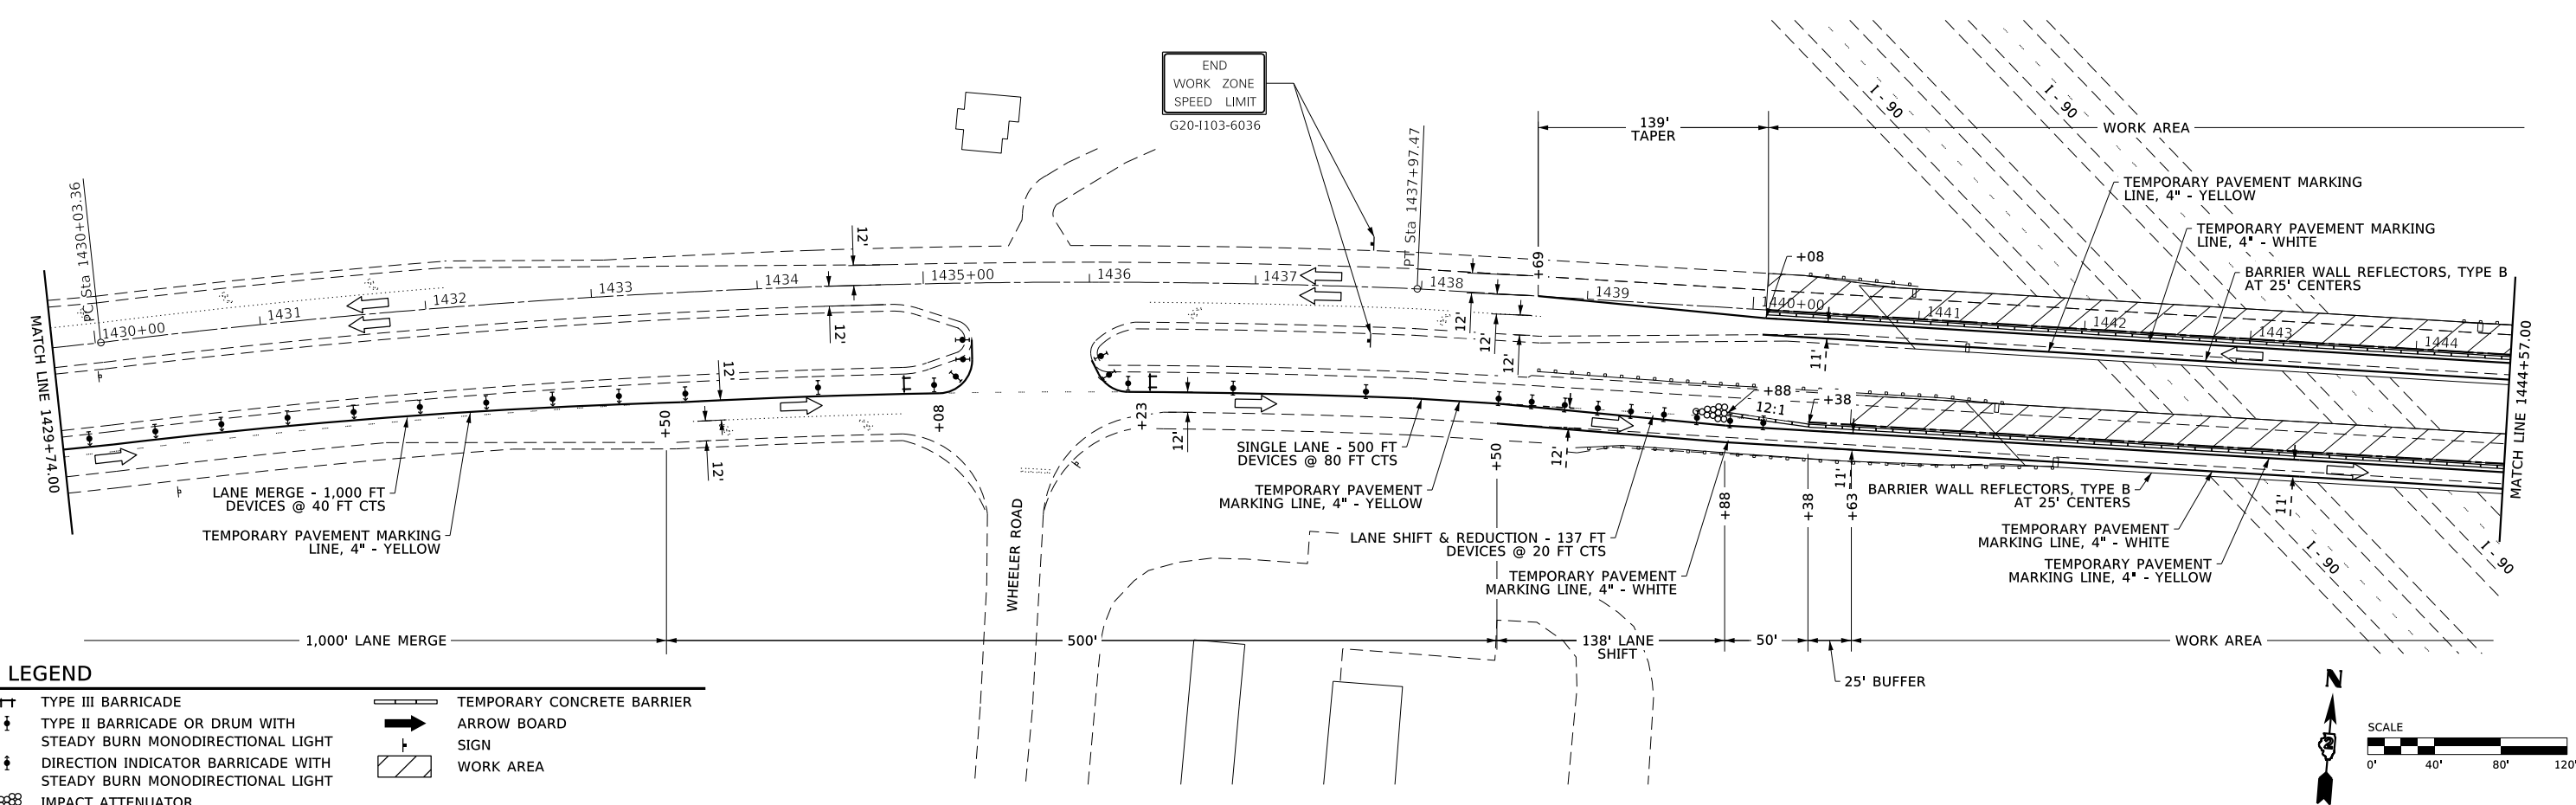 END
WORK ZONE
SPEED LIMIT
G20-I103-6036
I - 90
I - 90
139'
TAPER
WORK AREA
TEMPORARY PAVEMENT MARKING
LINE, 4" - YELLOW
TEMPORARY PAVEMENT MARKING
LINE, 4" - WHITE
BARRIER WALL REFLECTORS, TYPE B
AT 25' CENTERS
PC Sta 1430+03.36
PT Sta 1437+97.47
+69
+08
12'
12'
1430+00
1431
1432
1433
1434
1435+00
1436
1437
1438
1439
1440+00
1441
1442
1443
1444
12'
12'
12'
11'
MATCH LINE 1429+74.00
MATCH LINE 1444+57.00
12'
12'
+50
+08
+23
12'
+88
12:1
+38
12'
+50
+88
+38
+63
11'
11'
LANE MERGE - 1,000 FT
DEVICES @ 40 FT CTS
TEMPORARY PAVEMENT MARKING
LINE, 4" - YELLOW
SINGLE LANE - 500 FT
DEVICES @ 80 FT CTS
TEMPORARY PAVEMENT
MARKING LINE, 4" - YELLOW
LANE SHIFT & REDUCTION - 137 FT
DEVICES @ 20 FT CTS
TEMPORARY PAVEMENT
MARKING LINE, 4" - WHITE
BARRIER WALL REFLECTORS, TYPE B
AT 25' CENTERS
TEMPORARY PAVEMENT
MARKING LINE, 4" - WHITE
TEMPORARY PAVEMENT
MARKING LINE, 4" - YELLOW
I - 90
I - 90
WHEELER ROAD
1,000' LANE MERGE
500'
138' LANE
SHIFT
50'
WORK AREA
25' BUFFER
LEGEND
TYPE III BARRICADE
TYPE II BARRICADE OR DRUM WITH
STEADY BURN MONODIRECTIONAL LIGHT
DIRECTION INDICATOR BARRICADE WITH
STEADY BURN MONODIRECTIONAL LIGHT
IMPACT ATTENUATOR
TEMPORARY CONCRETE BARRIER
ARROW BOARD
SIGN
WORK AREA
N
SCALE
0' 40' 80' 120'